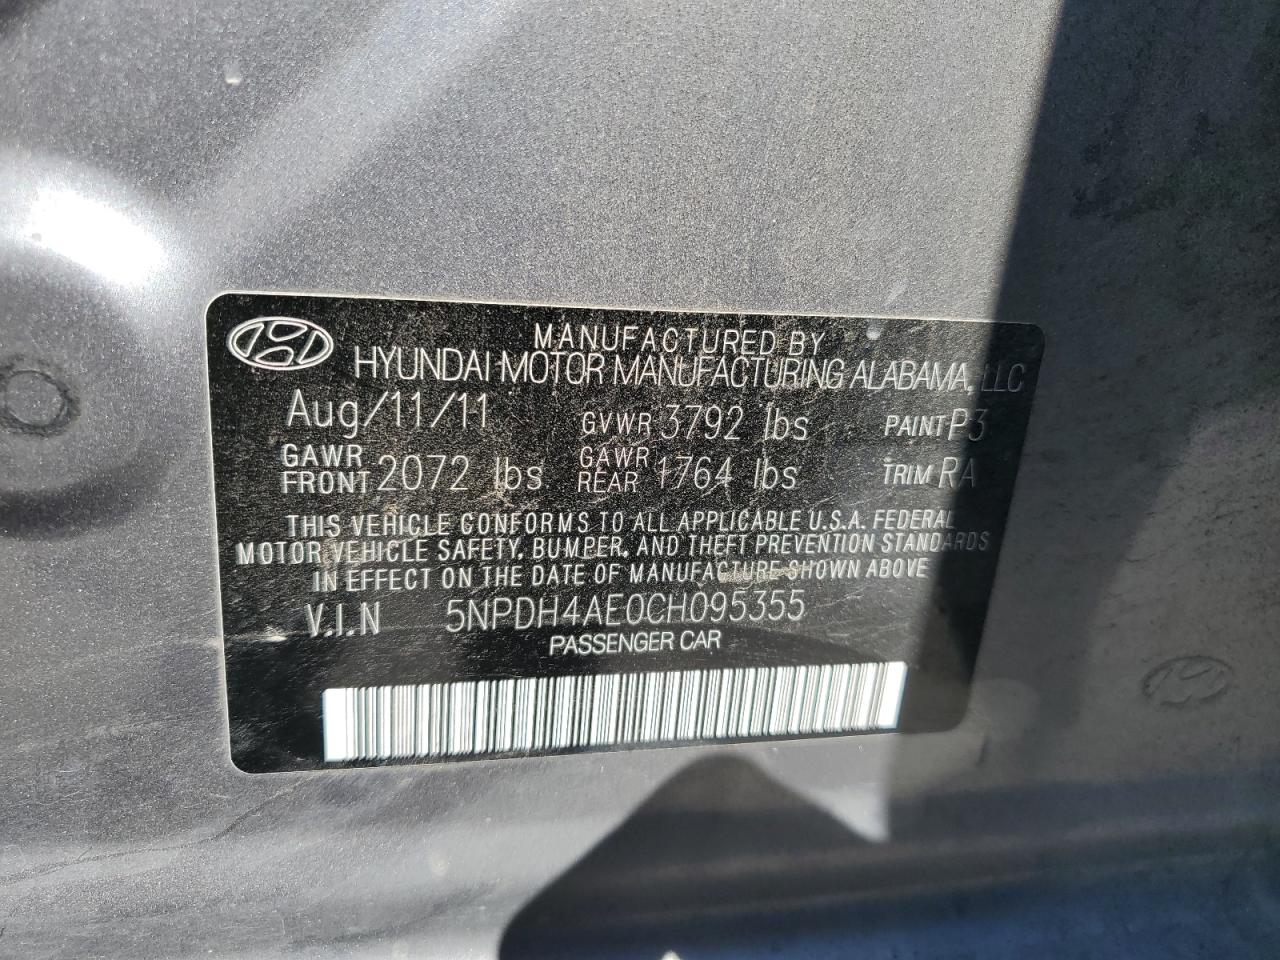 MANUFACTURED BY
HYUNDAI MOTOR MANUFACTURING ALABAMA, LLC
Aug/11/11 GVWR 3792 lbs PAINT P3
GAWR FRONT 2072 lbs GAWR REAR 1764 lbs TRIM RA
THIS VEHICLE CONFORMS TO ALL APPLICABLE U.S.A. FEDERAL
MOTOR VEHICLE SAFETY, BUMPER, AND THEFT PREVENTION STANDARDS
IN EFFECT ON THE DATE OF MANUFACTURE SHOWN ABOVE
V.I.N 5NPDH4AE0CH095355
PASSENGER CAR